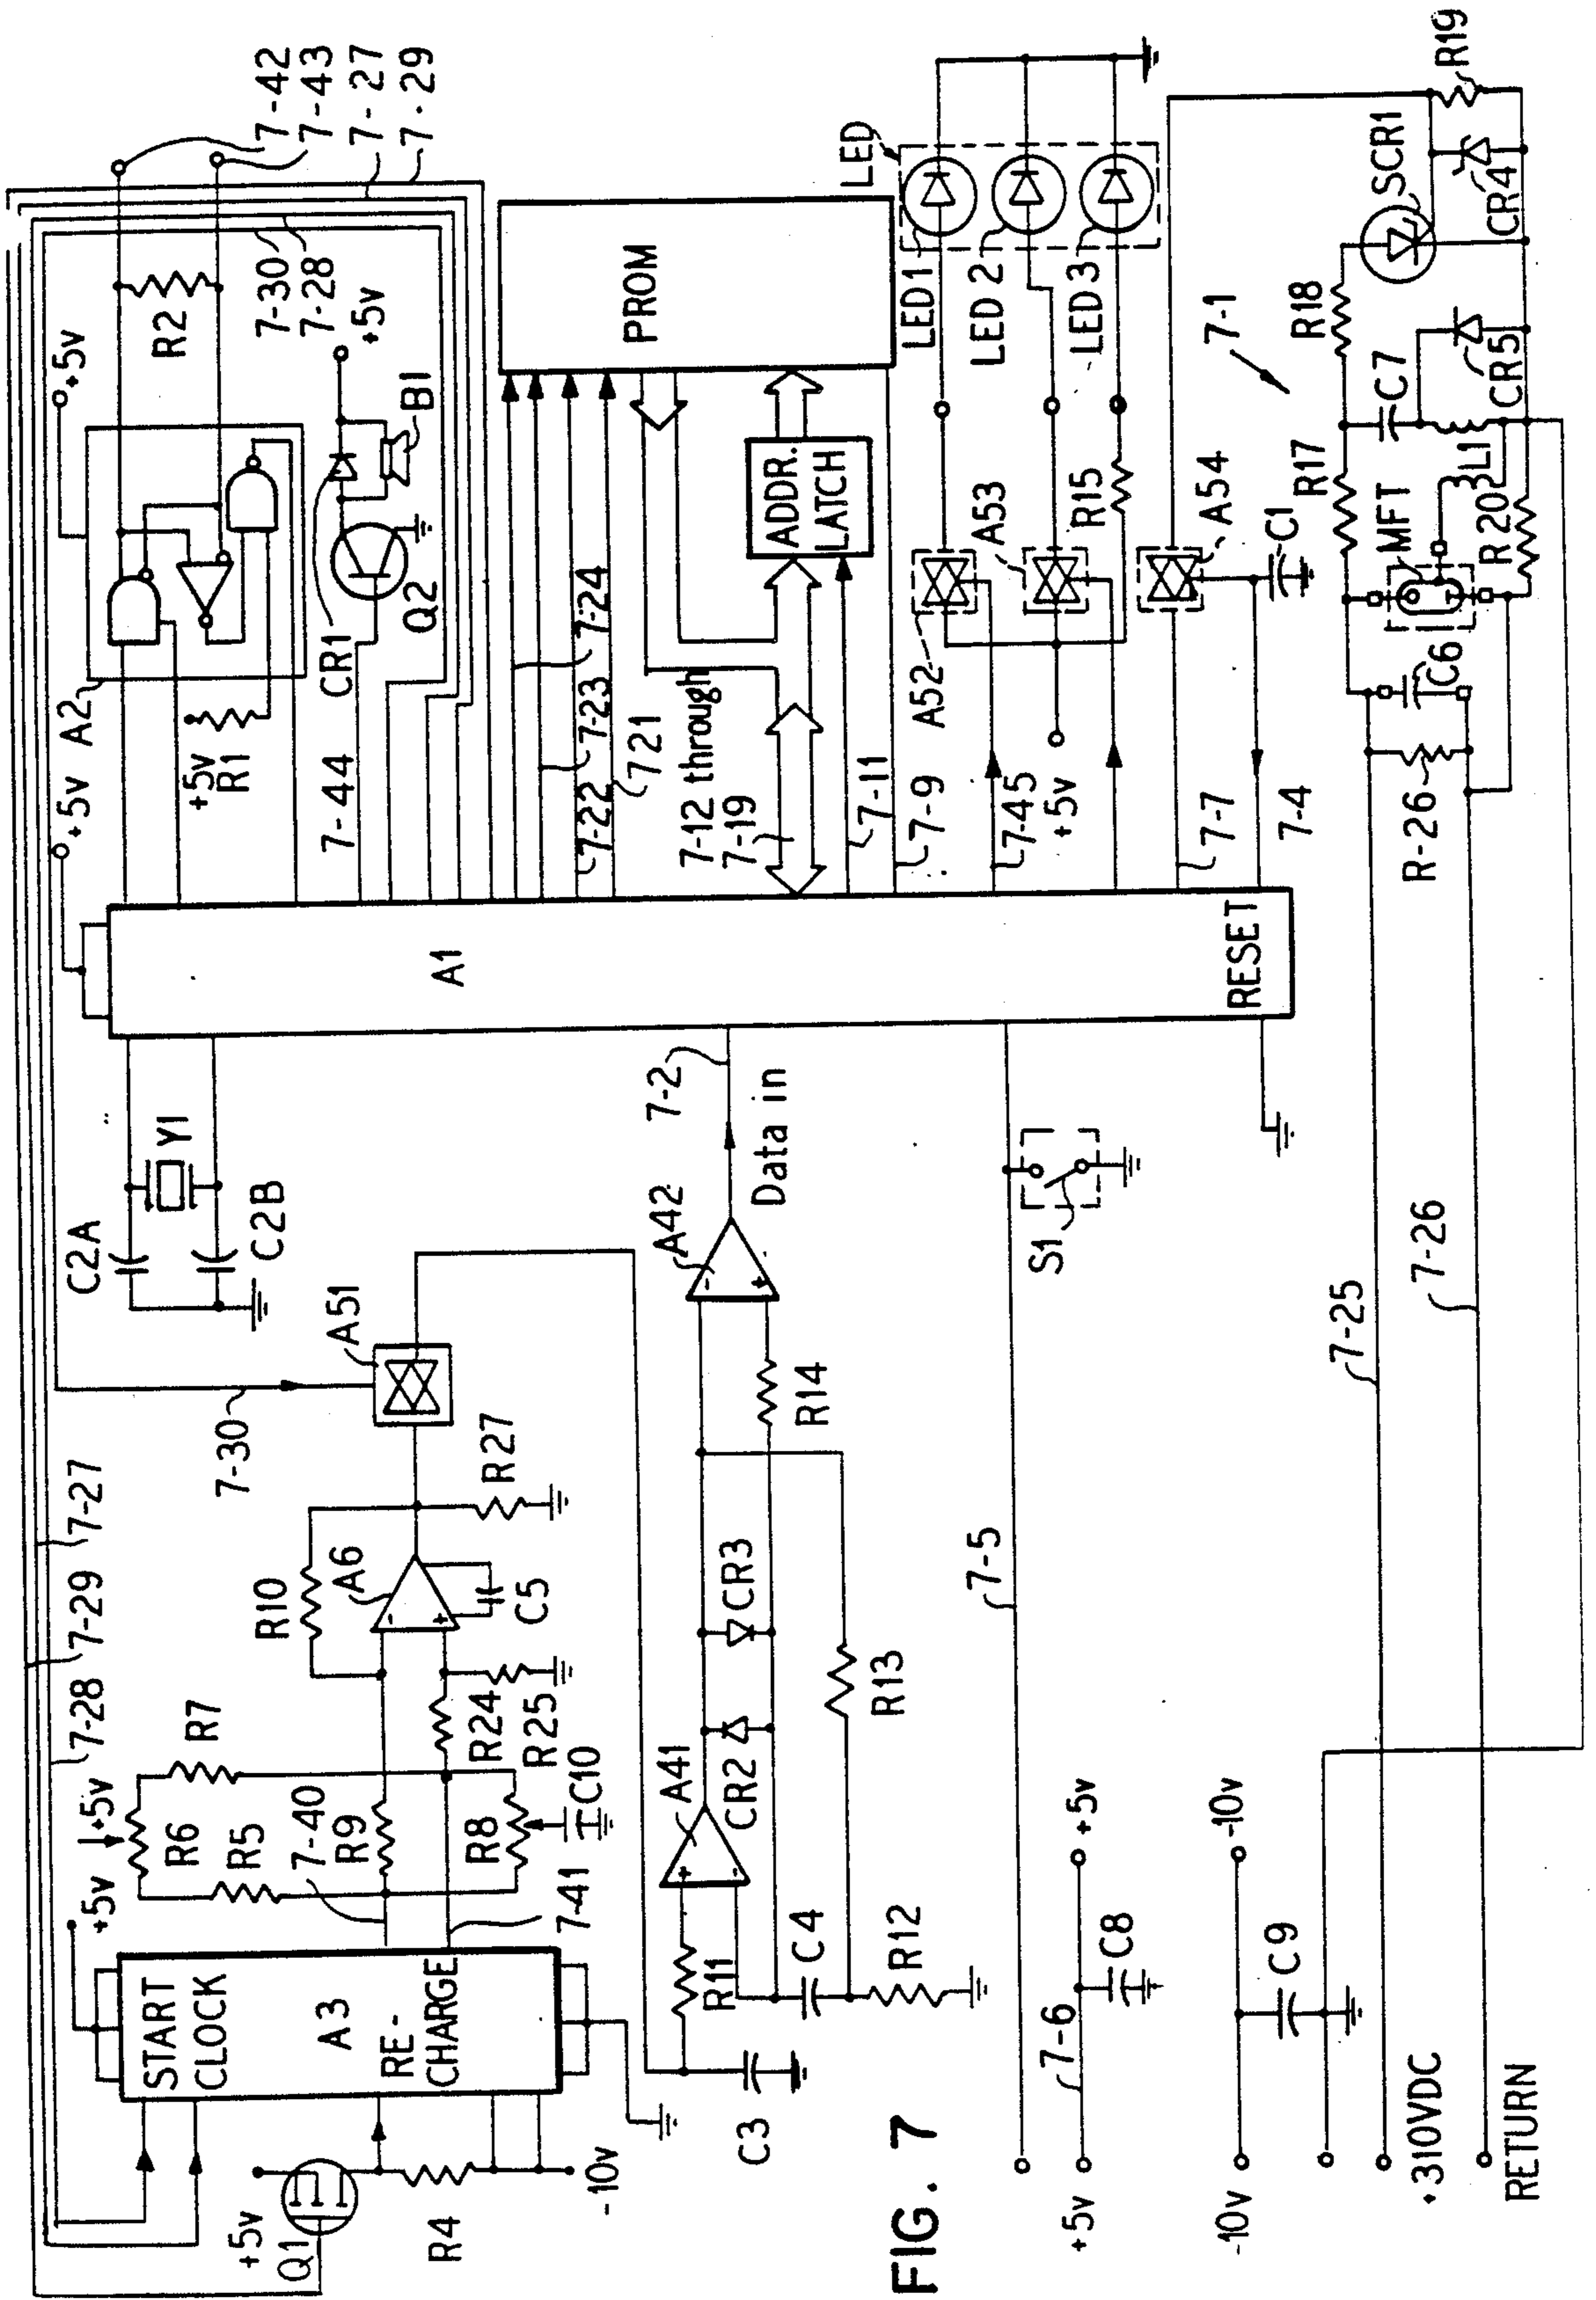 FIG. 7
+5v
Q1
R4
-10v
START
CLOCK
A3
RE-
CHARGE
+5v
+5v
R6
R5
R7
7-28
7-29
7-27
7-40
R9
R8
7-41
C10
R24
R25
R10
A6
C5
R27
7-30
A51
C3
R11
C4
R12
A41
CR2
CR3
R13
R14
A42
7-2
Data in
C2A
Y1
C2B
A1
RESET
+5v
A2
+5v
R1
+5v
R2
7-42
7-43
7-27
7-29
7-30
7-28
+5v
B1
CR1
Q2
7-44
7-24
7-23
7-22
721
7-12 through
7-19
7-11
7-9
7-45
+5v
PROM
ADDR.
LATCH
LED
LED1
LED 2
LED3
A52
A53
R15
A54
C1
7-7
7-4
7-1
7-5
S1
+5v
7-6
C8
+5v
-10v
C9
-10v
+310VDC
RETURN
7-25
7-26
R-26
C6
MFT
R17
R18
C7
L1
R20
CR5
SCR1
CR4
R19